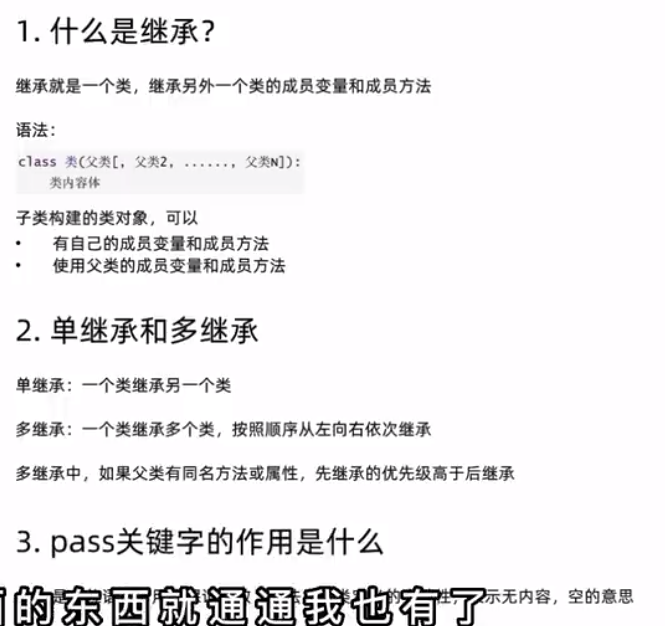 1. 什么是继承？
继承就是一个类，继承另外一个类的成员变量和成员方法
语法：
class 类(父类[, 父类2, ......, 父类N]):
类内容体
子类构建的类对象，可以
• 有自己的成员变量和成员方法
• 使用父类的成员变量和成员方法
2. 单继承和多继承
单继承：一个类继承另一个类
多继承：一个类继承多个类，按照顺序从左向右依次继承
多继承中，如果父类有同名方法或属性，先继承的优先级高于后继承
3. pass关键字的作用是什么
性，表示无内容，空的意思
的东西就通通我也有了